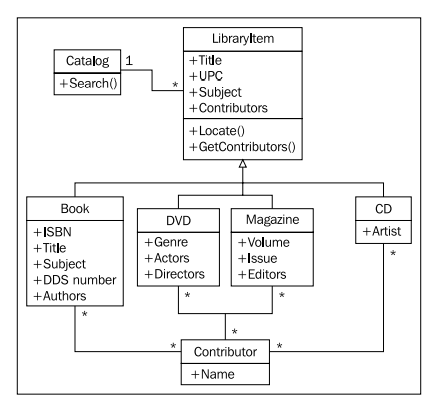 LibraryItem
+Title
+UPC
+Subject
+Contributors
+Locate()
+GetContributors()
Catalog
+Search()
1
*
Book
+ISBN
+Title
+Subject
+DDS number
+Authors
*
DVD
+Genre
+Actors
+Directors
*
Magazine
+Volume
+Issue
+Editors
*
CD
+Artist
*
*
*
*
Contributor
+Name